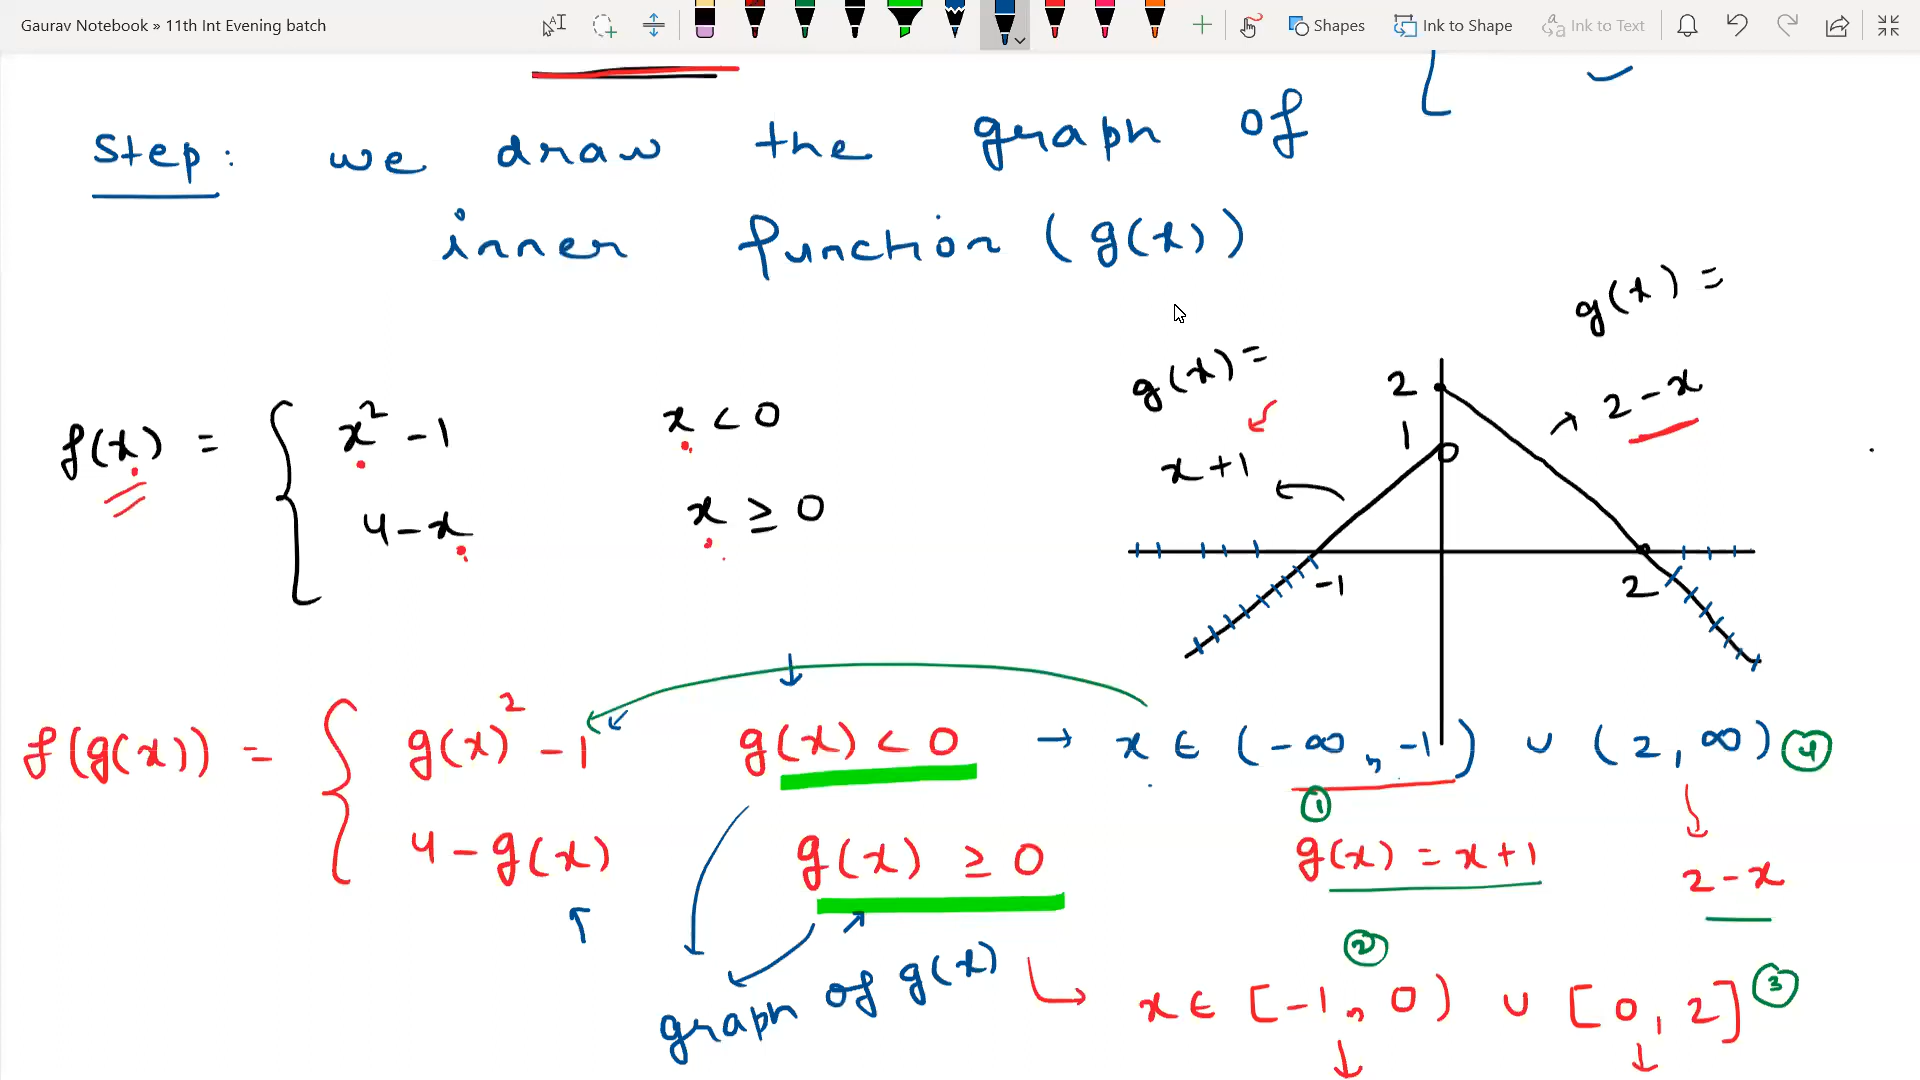 Gaurav Notebook » 11th Int Evening batch
Shapes
Ink to Shape
Ink to Text
Step: we draw the graph of
inner function (g(x))
g(x) =
2 - x
g(x) =
x + 1
2
1
-1
2
f(x) = { x² - 1 x < 0
4 - x x ≥ 0
f(g(x)) = { g(x)² - 1 g(x) < 0 → x ∈ (-∞, -1) ∪ (2, ∞) ④
①
4 - g(x) g(x) ≥ 0 g(x) = x + 1 2 - x
②
graph of g(x) x ∈ [-1, 0) ∪ [0, 2] ③